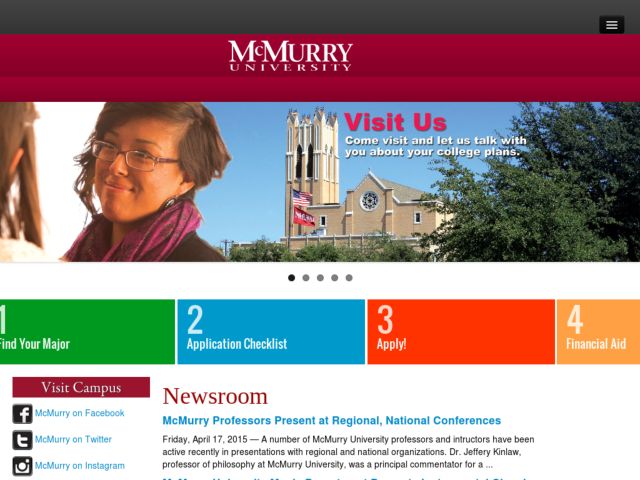 McMurry
UNIVERSITY
Visit Us
Come visit and let us talk with
you about your college plans.
1
Find Your Major
2
Application Checklist
3
Apply!
4
Financial Aid
Visit Campus
McMurry on Facebook
McMurry on Twitter
McMurry on Instagram
Newsroom
McMurry Professors Present at Regional, National Conferences
Friday, April 17, 2015 — A number of McMurry University professors and intructors have been
active recently in presentations with regional and national organizations. Dr. Jeffery Kinlaw,
professor of philosophy at McMurry University, was a principal commentator for a ...